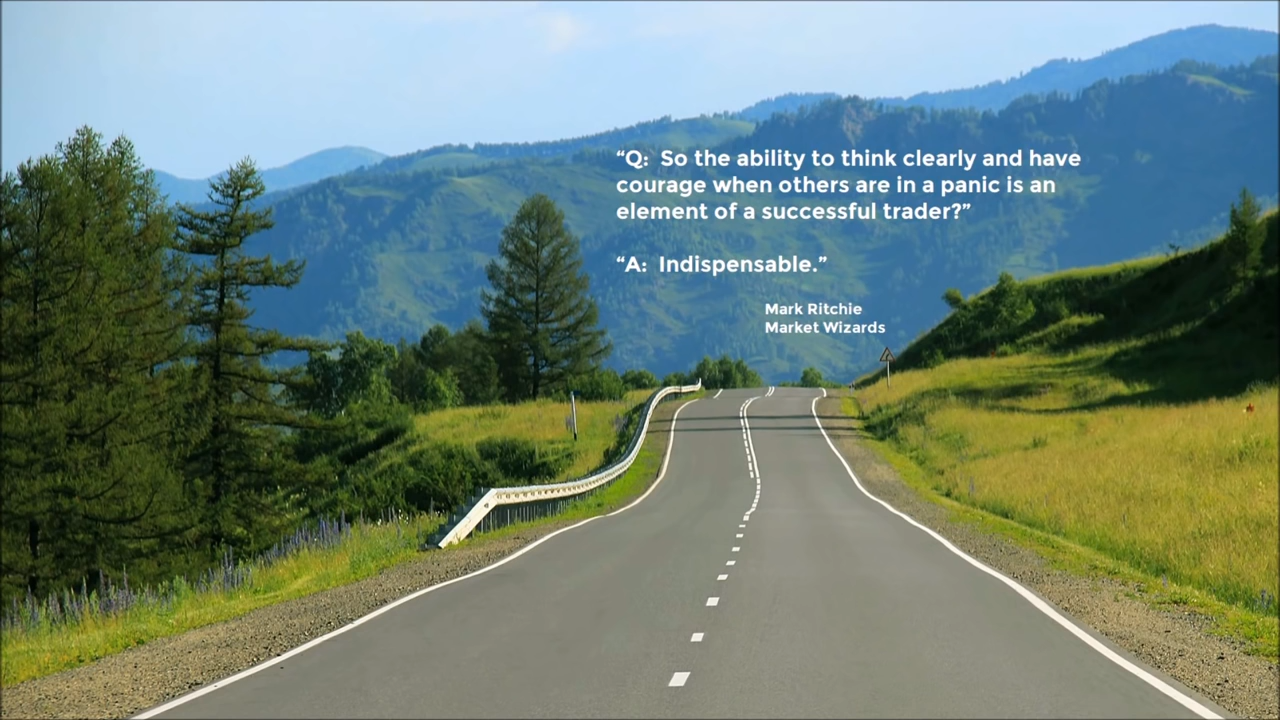 “Q:  So the ability to think clearly and have
courage when others are in a panic is an
element of a successful trader?”
“A:  Indispensable.”
Mark Ritchie
Market Wizards